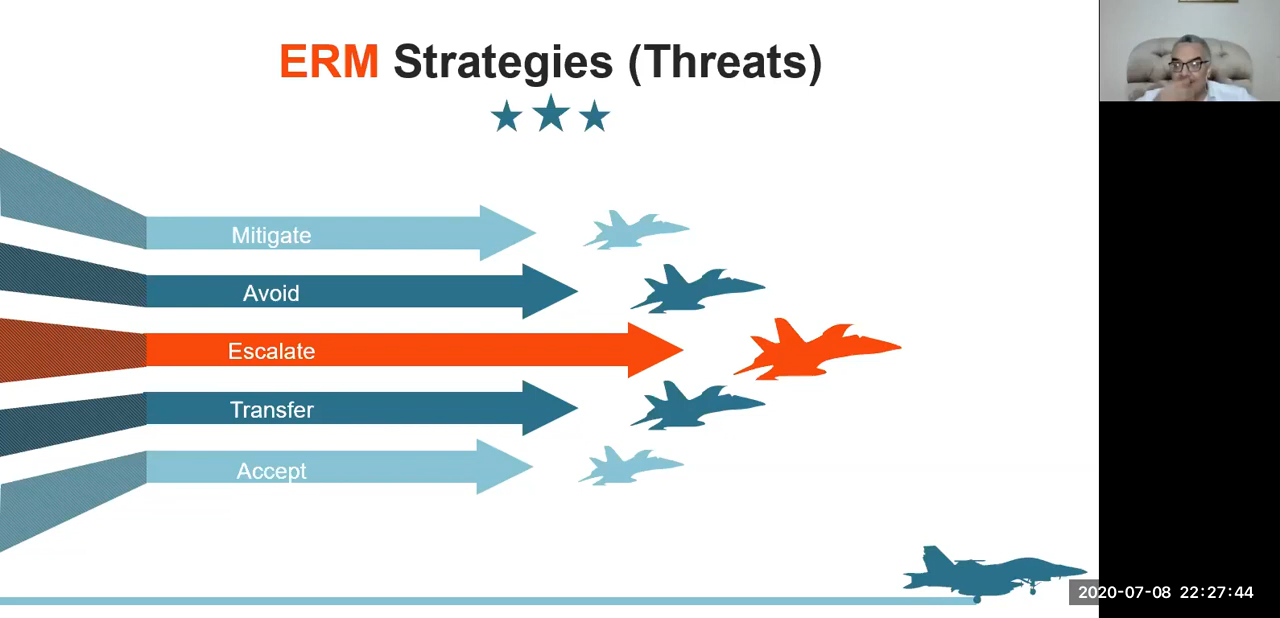 ERM Strategies (Threats)
Mitigate
Avoid
Escalate
Transfer
Accept
2020-07-08 22:27:44